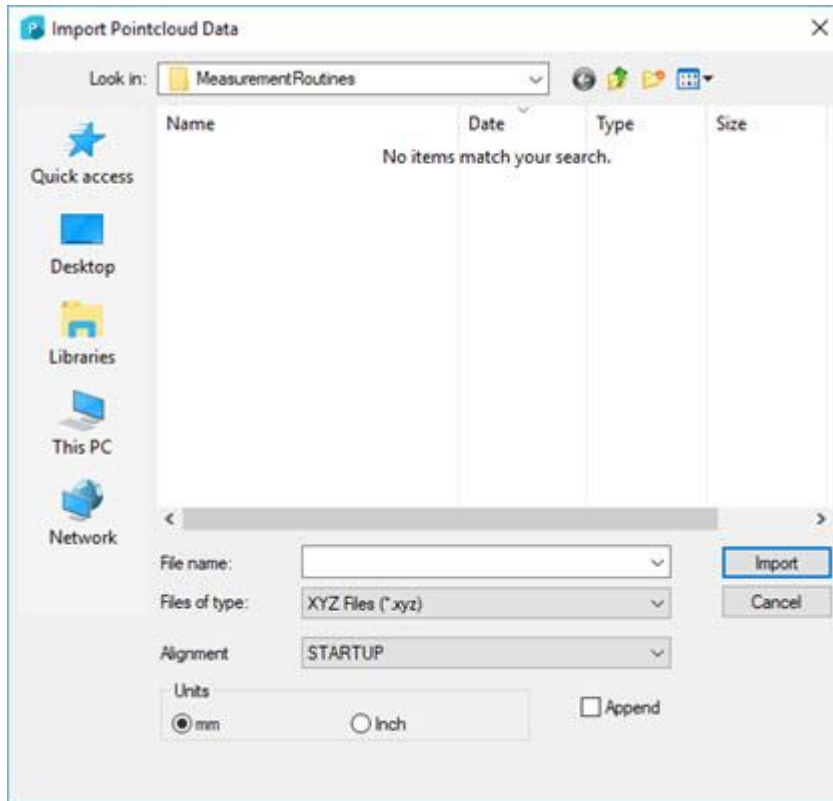 Import Pointcloud Data
Look in: MeasurementRoutines
Name Date Type Size
No items match your search.
Quick access
Desktop
Libraries
This PC
Network
File name: Import
Files of type: XYZ Files (*.xyz) Cancel
Alignment STARTUP
Units
mm Inch Append